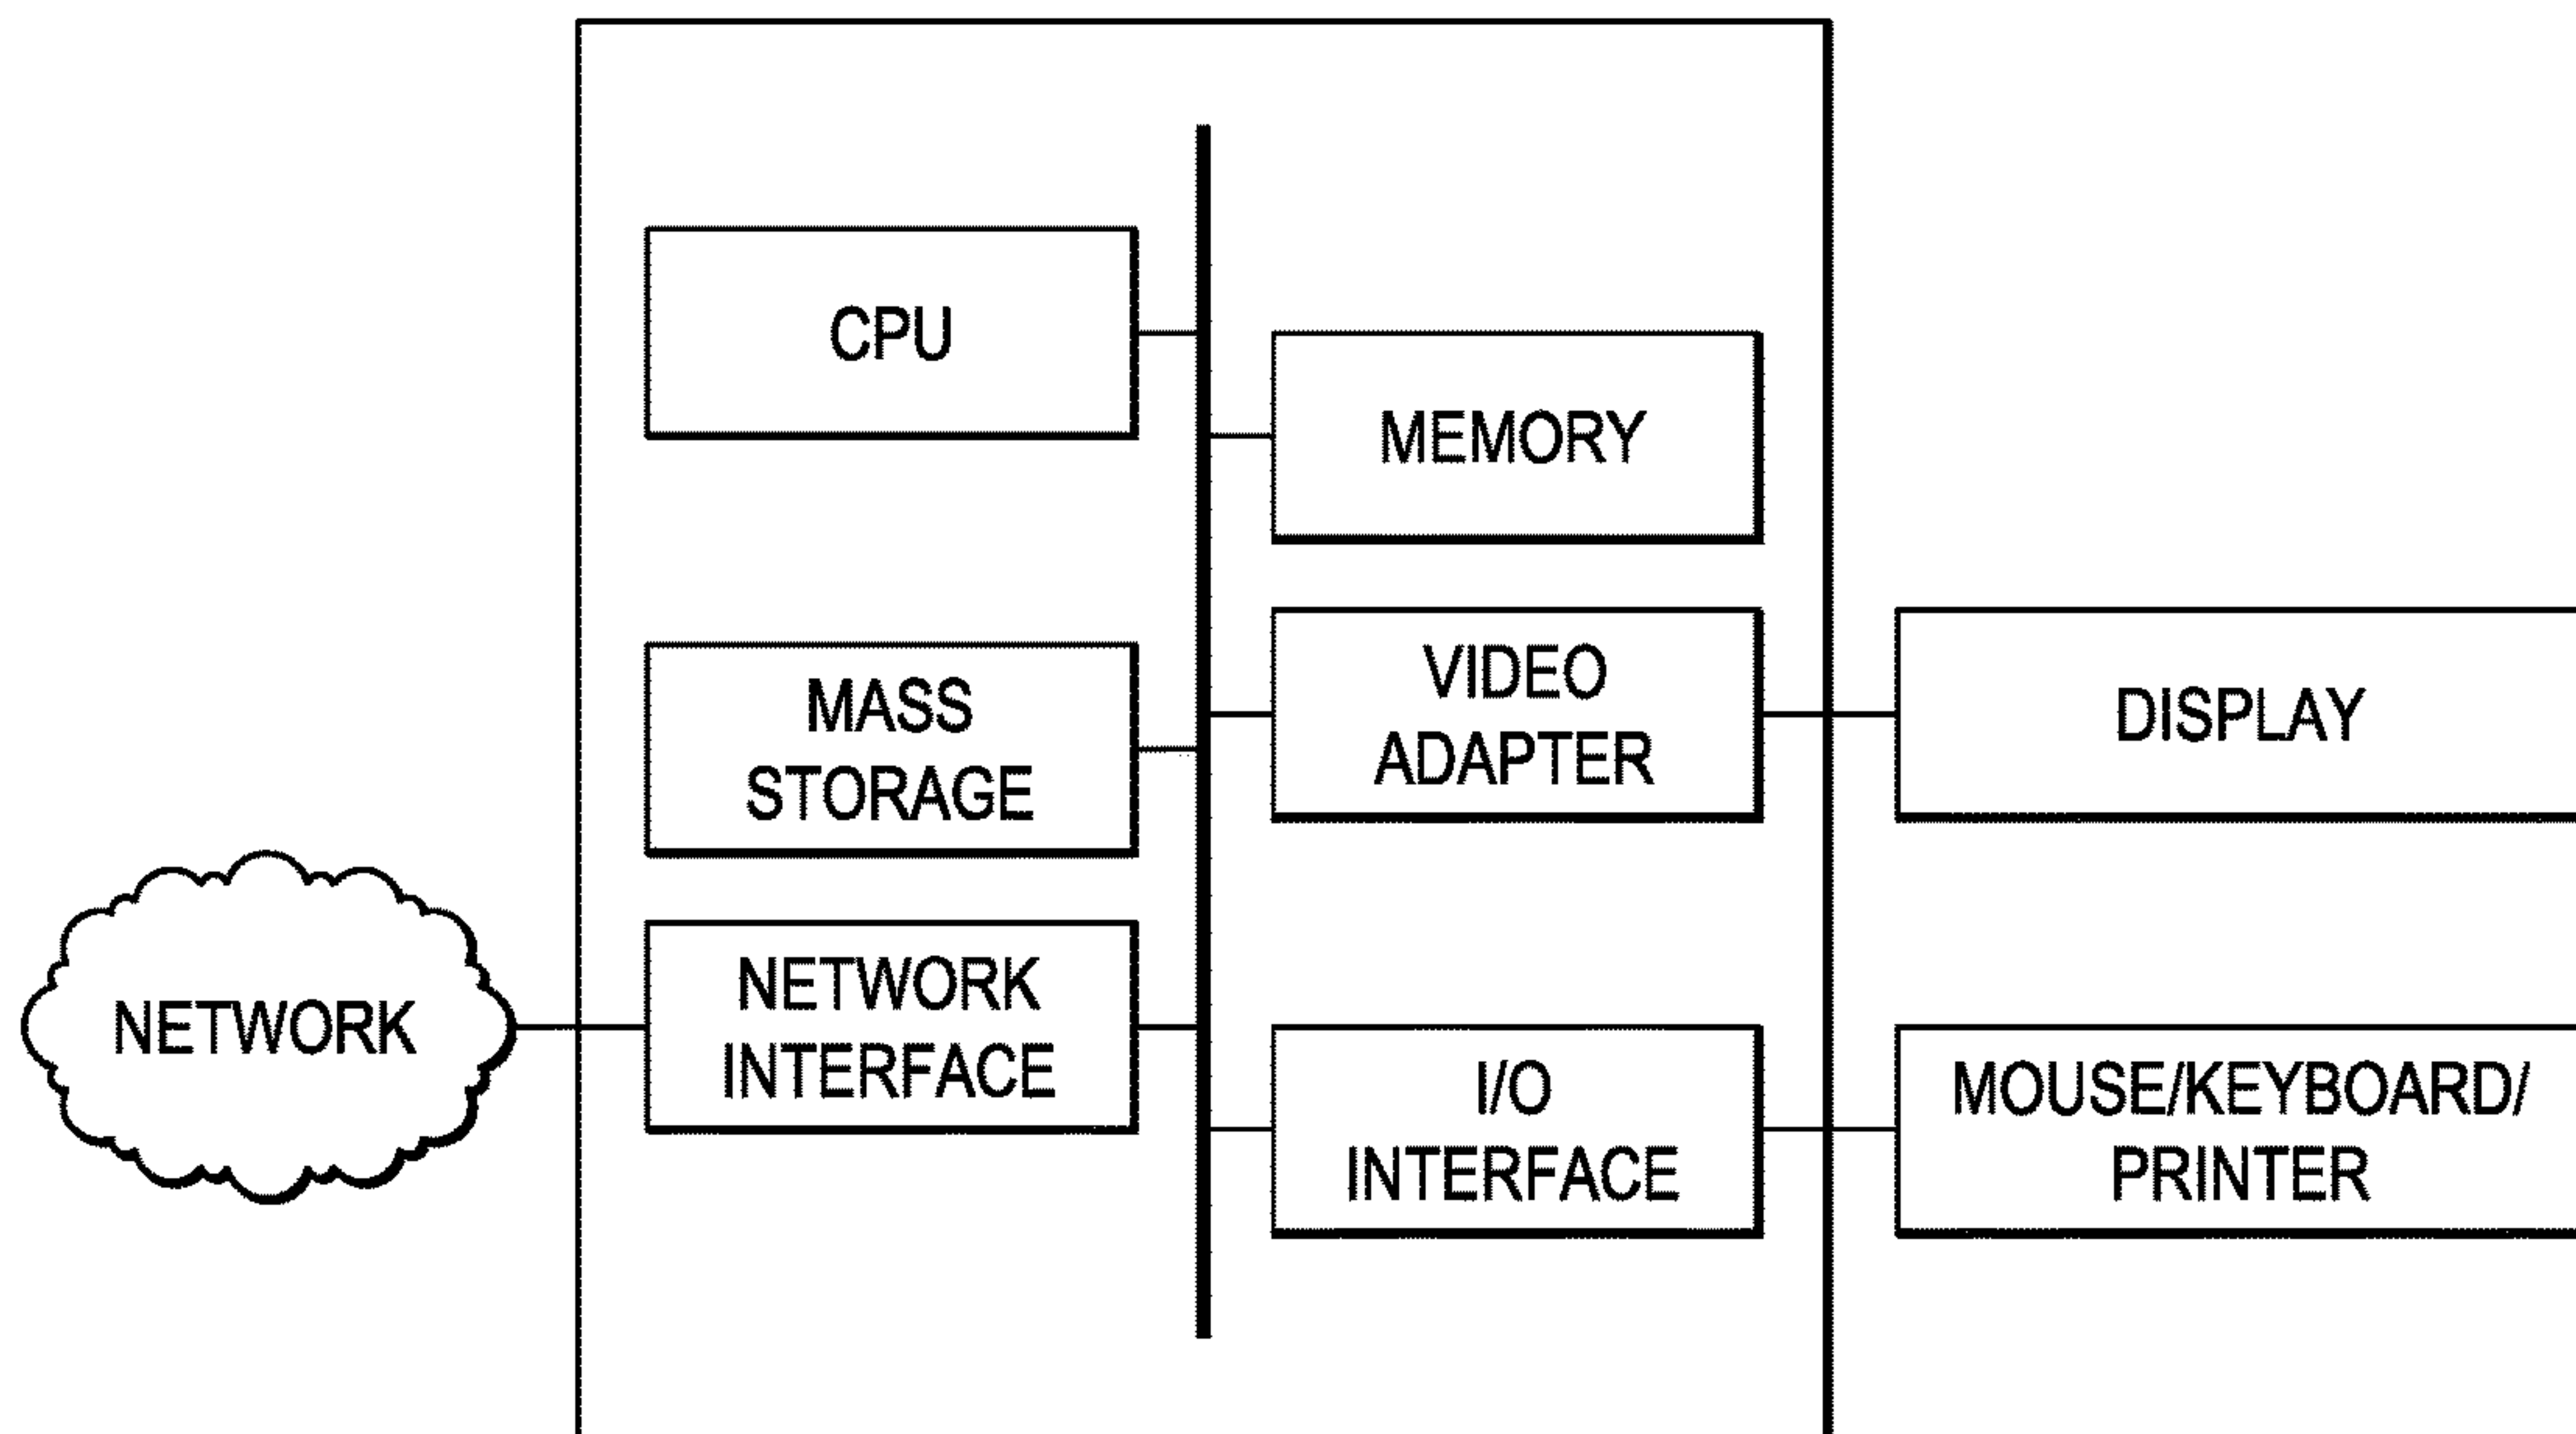 CPU
MEMORY
MASS
STORAGE
VIDEO
ADAPTER
DISPLAY
NETWORK
NETWORK
INTERFACE
I/O
INTERFACE
MOUSE/KEYBOARD/
PRINTER